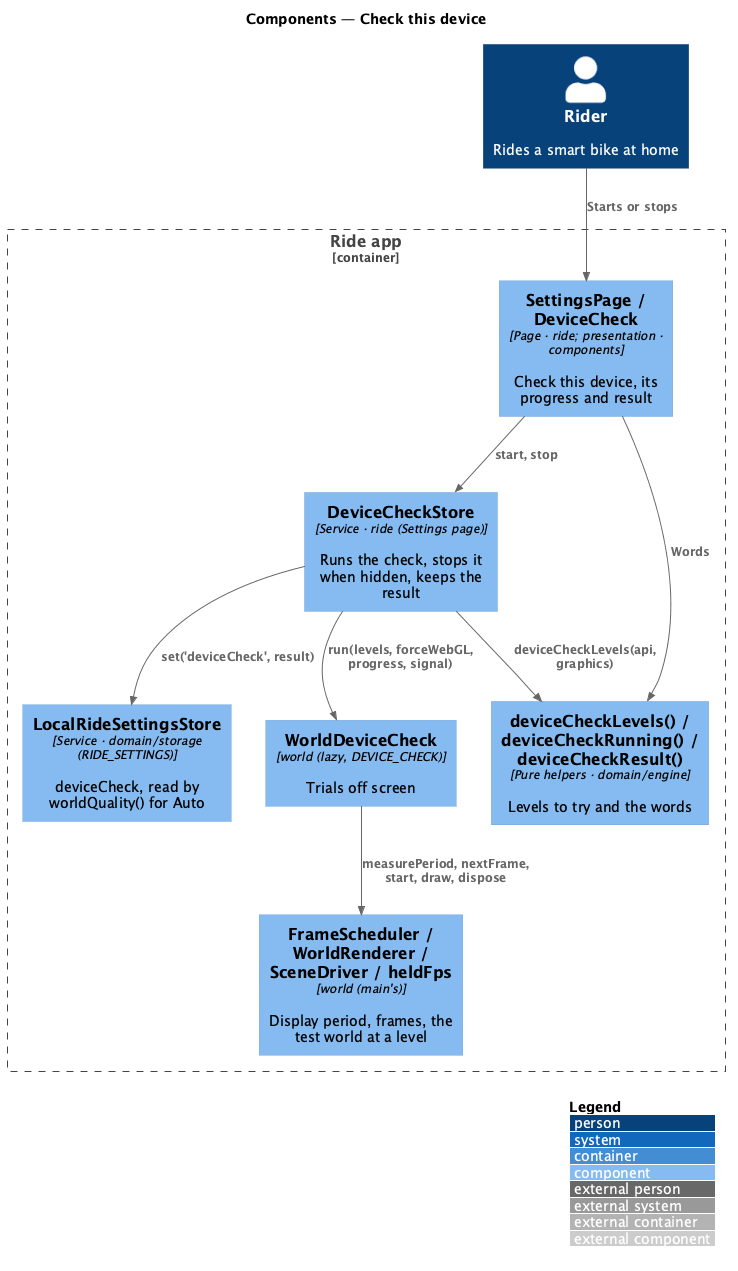 Components — Check this device
Rider
Rides a smart bike at home
Starts or stops
Ride app
[container]
SettingsPage /
DeviceCheck
[Page · ride; presentation ·
components]
Check this device, its
progress and result
start, stop
Words
DeviceCheckStore
[Service · ride (Settings page)]
Runs the check, stops it
when hidden, keeps the
result
set('deviceCheck', result)
run(levels, forceWebGL,
progress, signal)
deviceCheckLevels(api,
graphics)
LocalRideSettingsStore
[Service · domain/storage
(RIDE_SETTINGS)]
deviceCheck, read by
worldQuality() for Auto
WorldDeviceCheck
[world (lazy, DEVICE_CHECK)]
Trials off screen
deviceCheckLevels() /
deviceCheckRunning() /
deviceCheckResult()
[Pure helpers · domain/engine]
Levels to try and the words
measurePeriod, nextFrame,
start, draw, dispose
FrameScheduler /
WorldRenderer /
SceneDriver / heldFps
[world (main's)]
Display period, frames, the
test world at a level
Legend
person
system
container
component
external person
external system
external container
external component